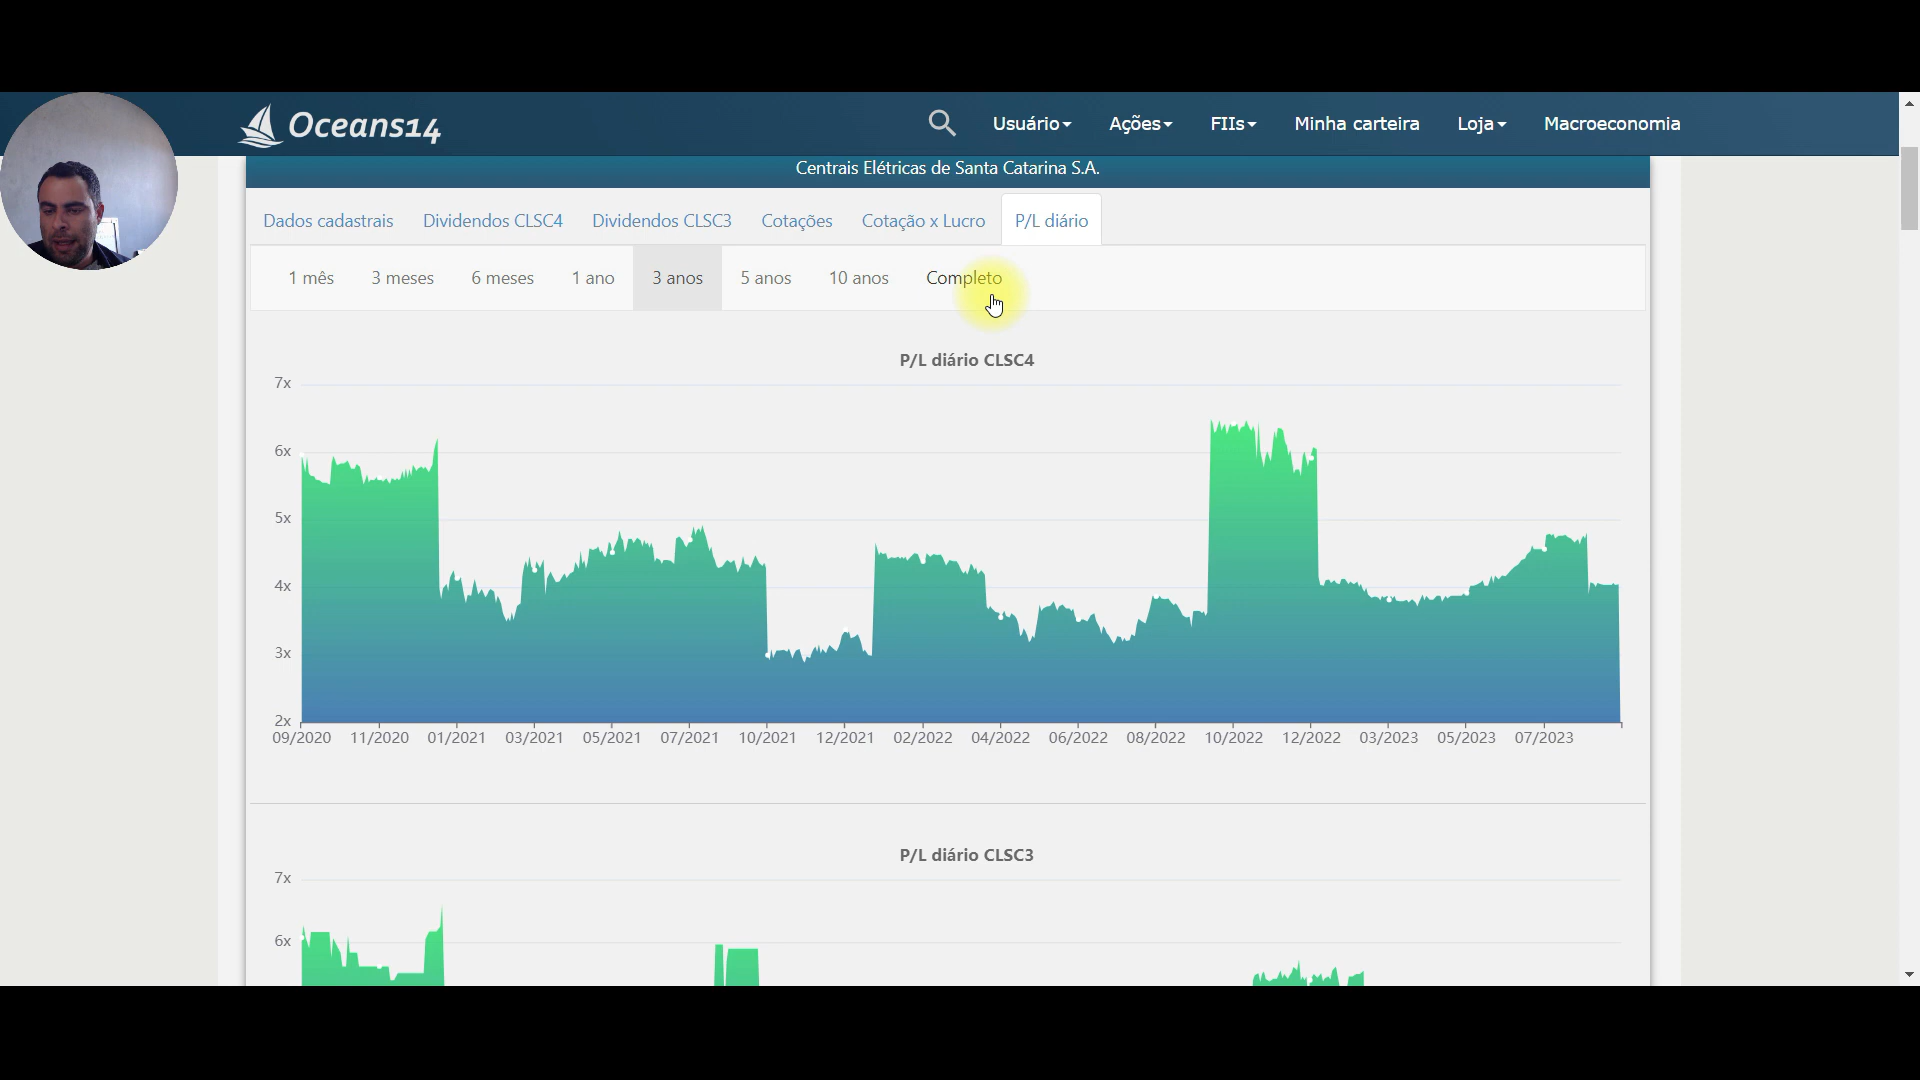 Oceans14
Usuário
Ações
FIIs
Minha carteira
Loja
Macroeconomia
Centrais Elétricas de Santa Catarina S.A.
Dados cadastrais
Dividendos CLSC4
Dividendos CLSC3
Cotações
Cotação x Lucro
P/L diário
1 mês
3 meses
6 meses
1 ano
3 anos
5 anos
10 anos
Completo
P/L diário CLSC4
7x
6x
5x
4x
3x
2x
09/2020 11/2020 01/2021 03/2021 05/2021 07/2021 10/2021 12/2021 02/2022 04/2022 06/2022 08/2022 10/2022 12/2022 03/2023 05/2023 07/2023
P/L diário CLSC3
7x
6x